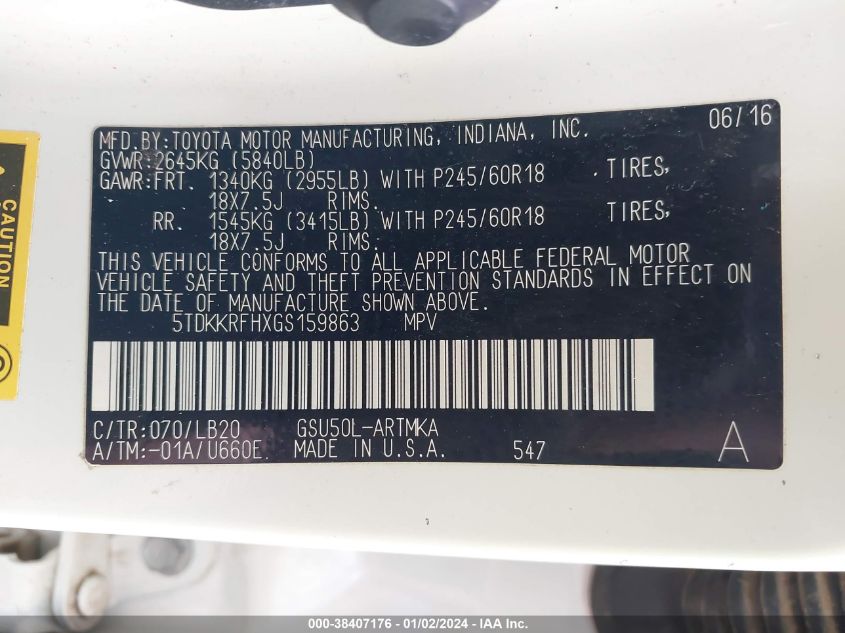 06/16
MFD.BY:TOYOTA MOTOR MANUFACTURING, INDIANA, INC.
GVWR:2645KG (5840LB)
GAWR:FRT. 1340KG (2955LB) WITH P245/60R18 TIRES,
18X7.5J RIMS.
RR. 1545KG (3415LB) WITH P245/60R18 TIRES,
18X7.5J RIMS.
THIS VEHICLE CONFORMS TO ALL APPLICABLE FEDERAL MOTOR
VEHICLE SAFETY AND THEFT PREVENTION STANDARDS IN EFFECT ON
THE DATE OF MANUFACTURE SHOWN ABOVE.
5TDKKRFHXGS159863 MPV
C/TR:070/LB20 GSU50L-ARTMKA
A/TM:-01A/U660E MADE IN U.S.A. 547 A
CAUTION
000-38407176 - 01/02/2024 - IAA Inc.